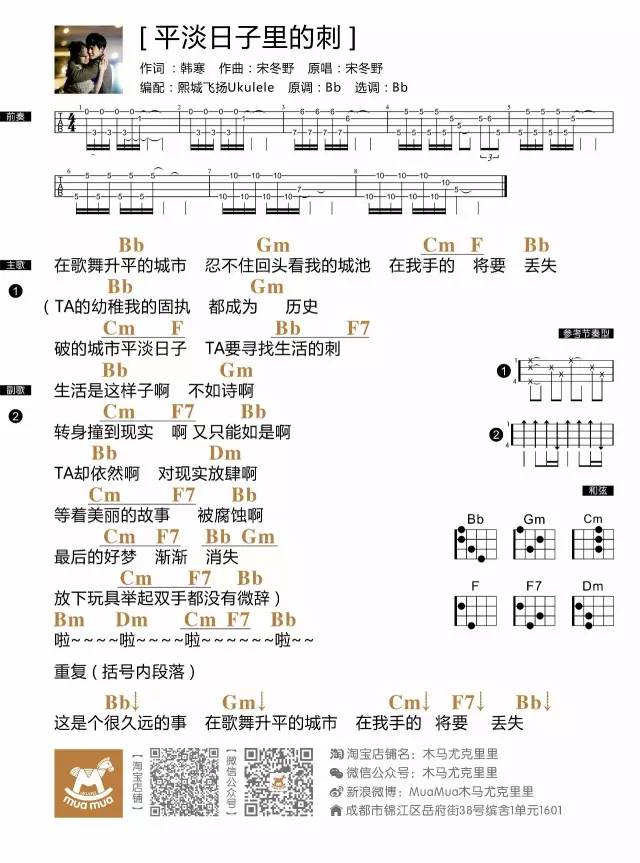 [ 平淡日子里的刺 ]
作词 ：韩寒 作曲：宋冬野 原唱：宋冬野
编配：熙城飞扬Ukulele 原调：Bb 选调：Bb
前奏
Bb Gm Cm F Bb
主歌 在歌舞升平的城市 忍不住回头看我的城池 在我手的 将要 丢失
1 Bb Gm
（TA的幼稚我的固执 都成为 历史
Cm F Bb F7
破的城市平淡日子 TA要寻找生活的刺
参考节奏型
Bb Gm
副歌 生活是这样子啊 不如诗啊
2 Cm F7 Bb
转身撞到现实 啊 又只能如是啊
Bb Dm
TA却依然啊 对现实放肆啊
Cm F7 Bb
等着美丽的故事 被腐蚀啊
Cm F7 Bb Gm
最后的好梦 渐渐 消失
Cm F7 Bb
放下玩具举起双手都没有微辞）
Bm Dm Cm F7 Bb
啦~~~~啦~~~~啦~~~~~~啦~~
和弦
Bb Gm Cm
F F7 Dm
重复（括号内段落）
Bb↓ Gm↓ Cm↓ F7↓ Bb↓
这是个很久远的事 在歌舞升平的城市 在我手的 将要 丢失
mua mua
【淘宝店铺】
【微信公众号】
淘宝店铺名：木马尤克里里
微信公众号：木马尤克里里
新浪微博：MuaMua木马尤克里里
成都市锦江区岳府街38号缤舍1单元1601